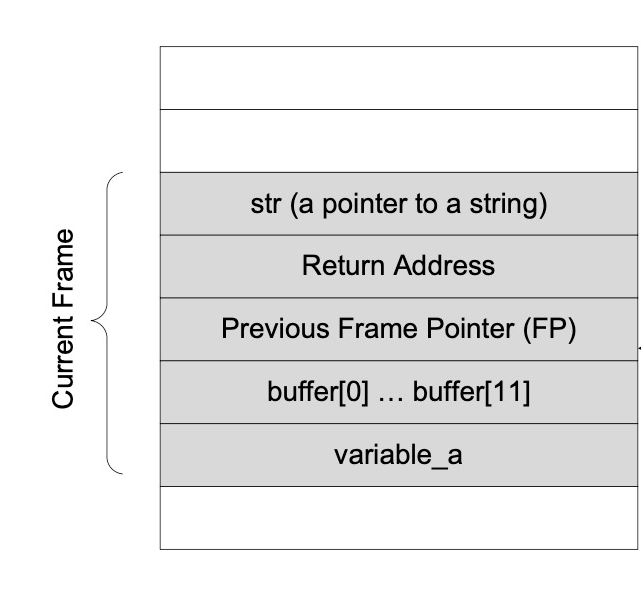 str (a pointer to a string)
Return Address
Previous Frame Pointer (FP)
buffer[0] … buffer[11]
variable_a
Current Frame